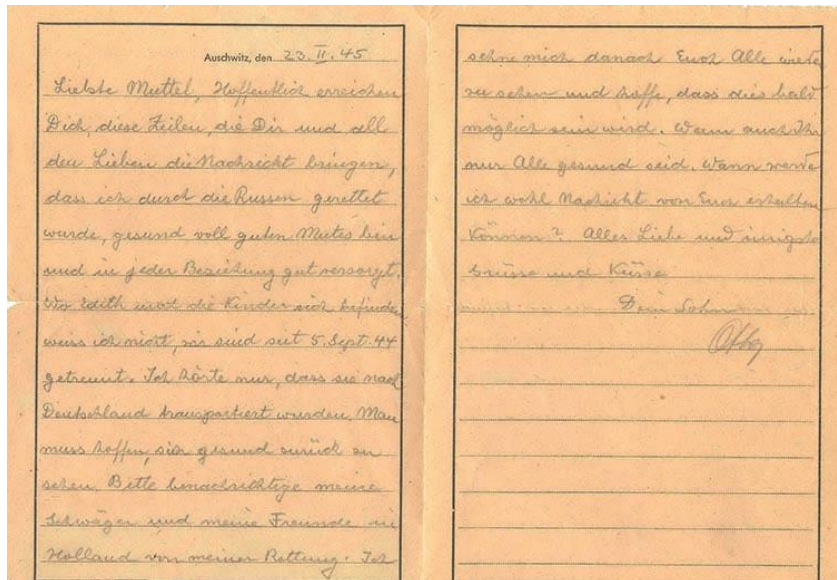 Auschwitz, den 23. II. 45
Liebste Muttel, Hoffentlich erreichen
Dich, diese Zeilen, die Dir und all
den Lieben die Nachricht bringen,
dass ich durch die Russen gerettet
wurde, gesund voll guten Mutes bin
und in jeder Beziehung gut versorgt.
Wo Edith und die Kinder sich befinden
weiss ich nicht, wir sind seit 5. Sept. 44
getrennt. Ich hörte nur, dass sie nach
Deutschland transportiert wurden. Man
muss hoffen, sie gesund zurück zu
sehen. Bitte benachrichtige meine
Schwäger und meine Freunde in
Holland von meiner Rettung. Ich
sehne mich danach Euch Alle wieder
zu sehen und hoffe, dass dies bald
möglich sein wird. Wenn auch Ihr
nur Alle gesund seid. Wann werde
ich wohl Nachricht von Euch erhalten
können? Alles Liebe und innigste
Grüsse und Küsse
Dein Sohn